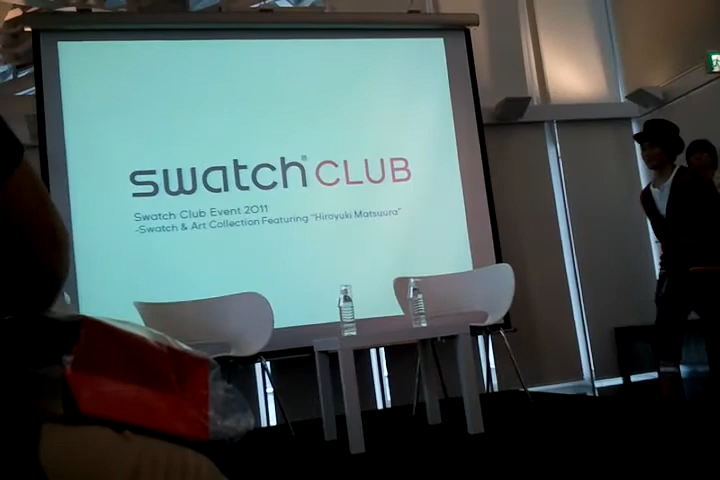 swatch® CLUB
Swatch Club Event 2011
-Swatch & Art Collection Featuring "Hiroyuki Matsuura"